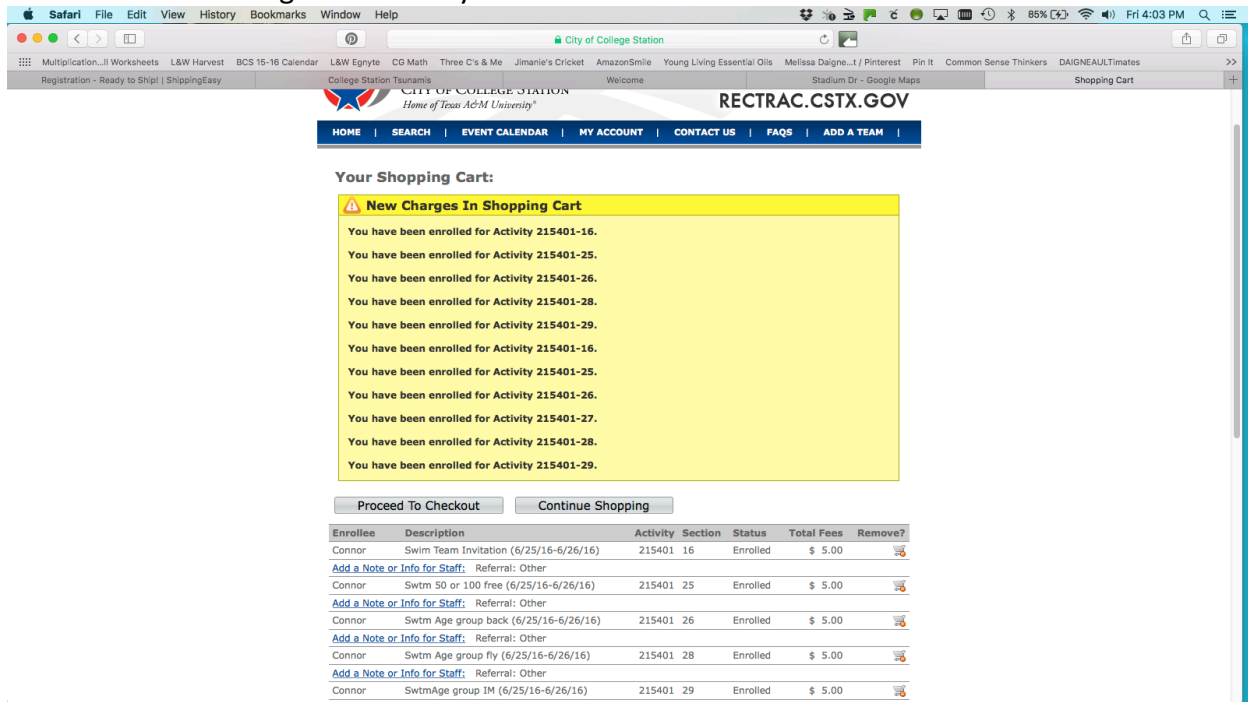 Safari File Edit View History Bookmarks Window Help 85% Fri 4:03 PM
City of College Station
Multiplication...ll Worksheets L&W Harvest BCS 15-16 Calendar L&W Egnyte CG Math Three C's & Me Jimanie's Cricket AmazonSmile Young Living Essential Oils Melissa Daigne...t / Pinterest Pin It Common Sense Thinkers DAIGNEAULTimates >>
Registration - Ready to Ship! | ShippingEasy College Station Tsunamis Welcome Stadium Dr - Google Maps Shopping Cart +
CITY OF COLLEGE STATION
Home of Texas A&M University® RECTRAC.CSTX.GOV
HOME | SEARCH | EVENT CALENDAR | MY ACCOUNT | CONTACT US | FAQS | ADD A TEAM |
Your Shopping Cart:
New Charges In Shopping Cart
You have been enrolled for Activity 215401-16.
You have been enrolled for Activity 215401-25.
You have been enrolled for Activity 215401-26.
You have been enrolled for Activity 215401-28.
You have been enrolled for Activity 215401-29.
You have been enrolled for Activity 215401-16.
You have been enrolled for Activity 215401-25.
You have been enrolled for Activity 215401-26.
You have been enrolled for Activity 215401-27.
You have been enrolled for Activity 215401-28.
You have been enrolled for Activity 215401-29.
Proceed To Checkout Continue Shopping
Enrollee Description Activity Section Status Total Fees Remove?
Connor Swim Team Invitation (6/25/16-6/26/16) 215401 16 Enrolled $ 5.00
Add a Note or Info for Staff: Referral: Other
Connor Swtm 50 or 100 free (6/25/16-6/26/16) 215401 25 Enrolled $ 5.00
Add a Note or Info for Staff: Referral: Other
Connor Swtm Age group back (6/25/16-6/26/16) 215401 26 Enrolled $ 5.00
Add a Note or Info for Staff: Referral: Other
Connor Swtm Age group fly (6/25/16-6/26/16) 215401 28 Enrolled $ 5.00
Add a Note or Info for Staff: Referral: Other
Connor SwtmAge group IM (6/25/16-6/26/16) 215401 29 Enrolled $ 5.00